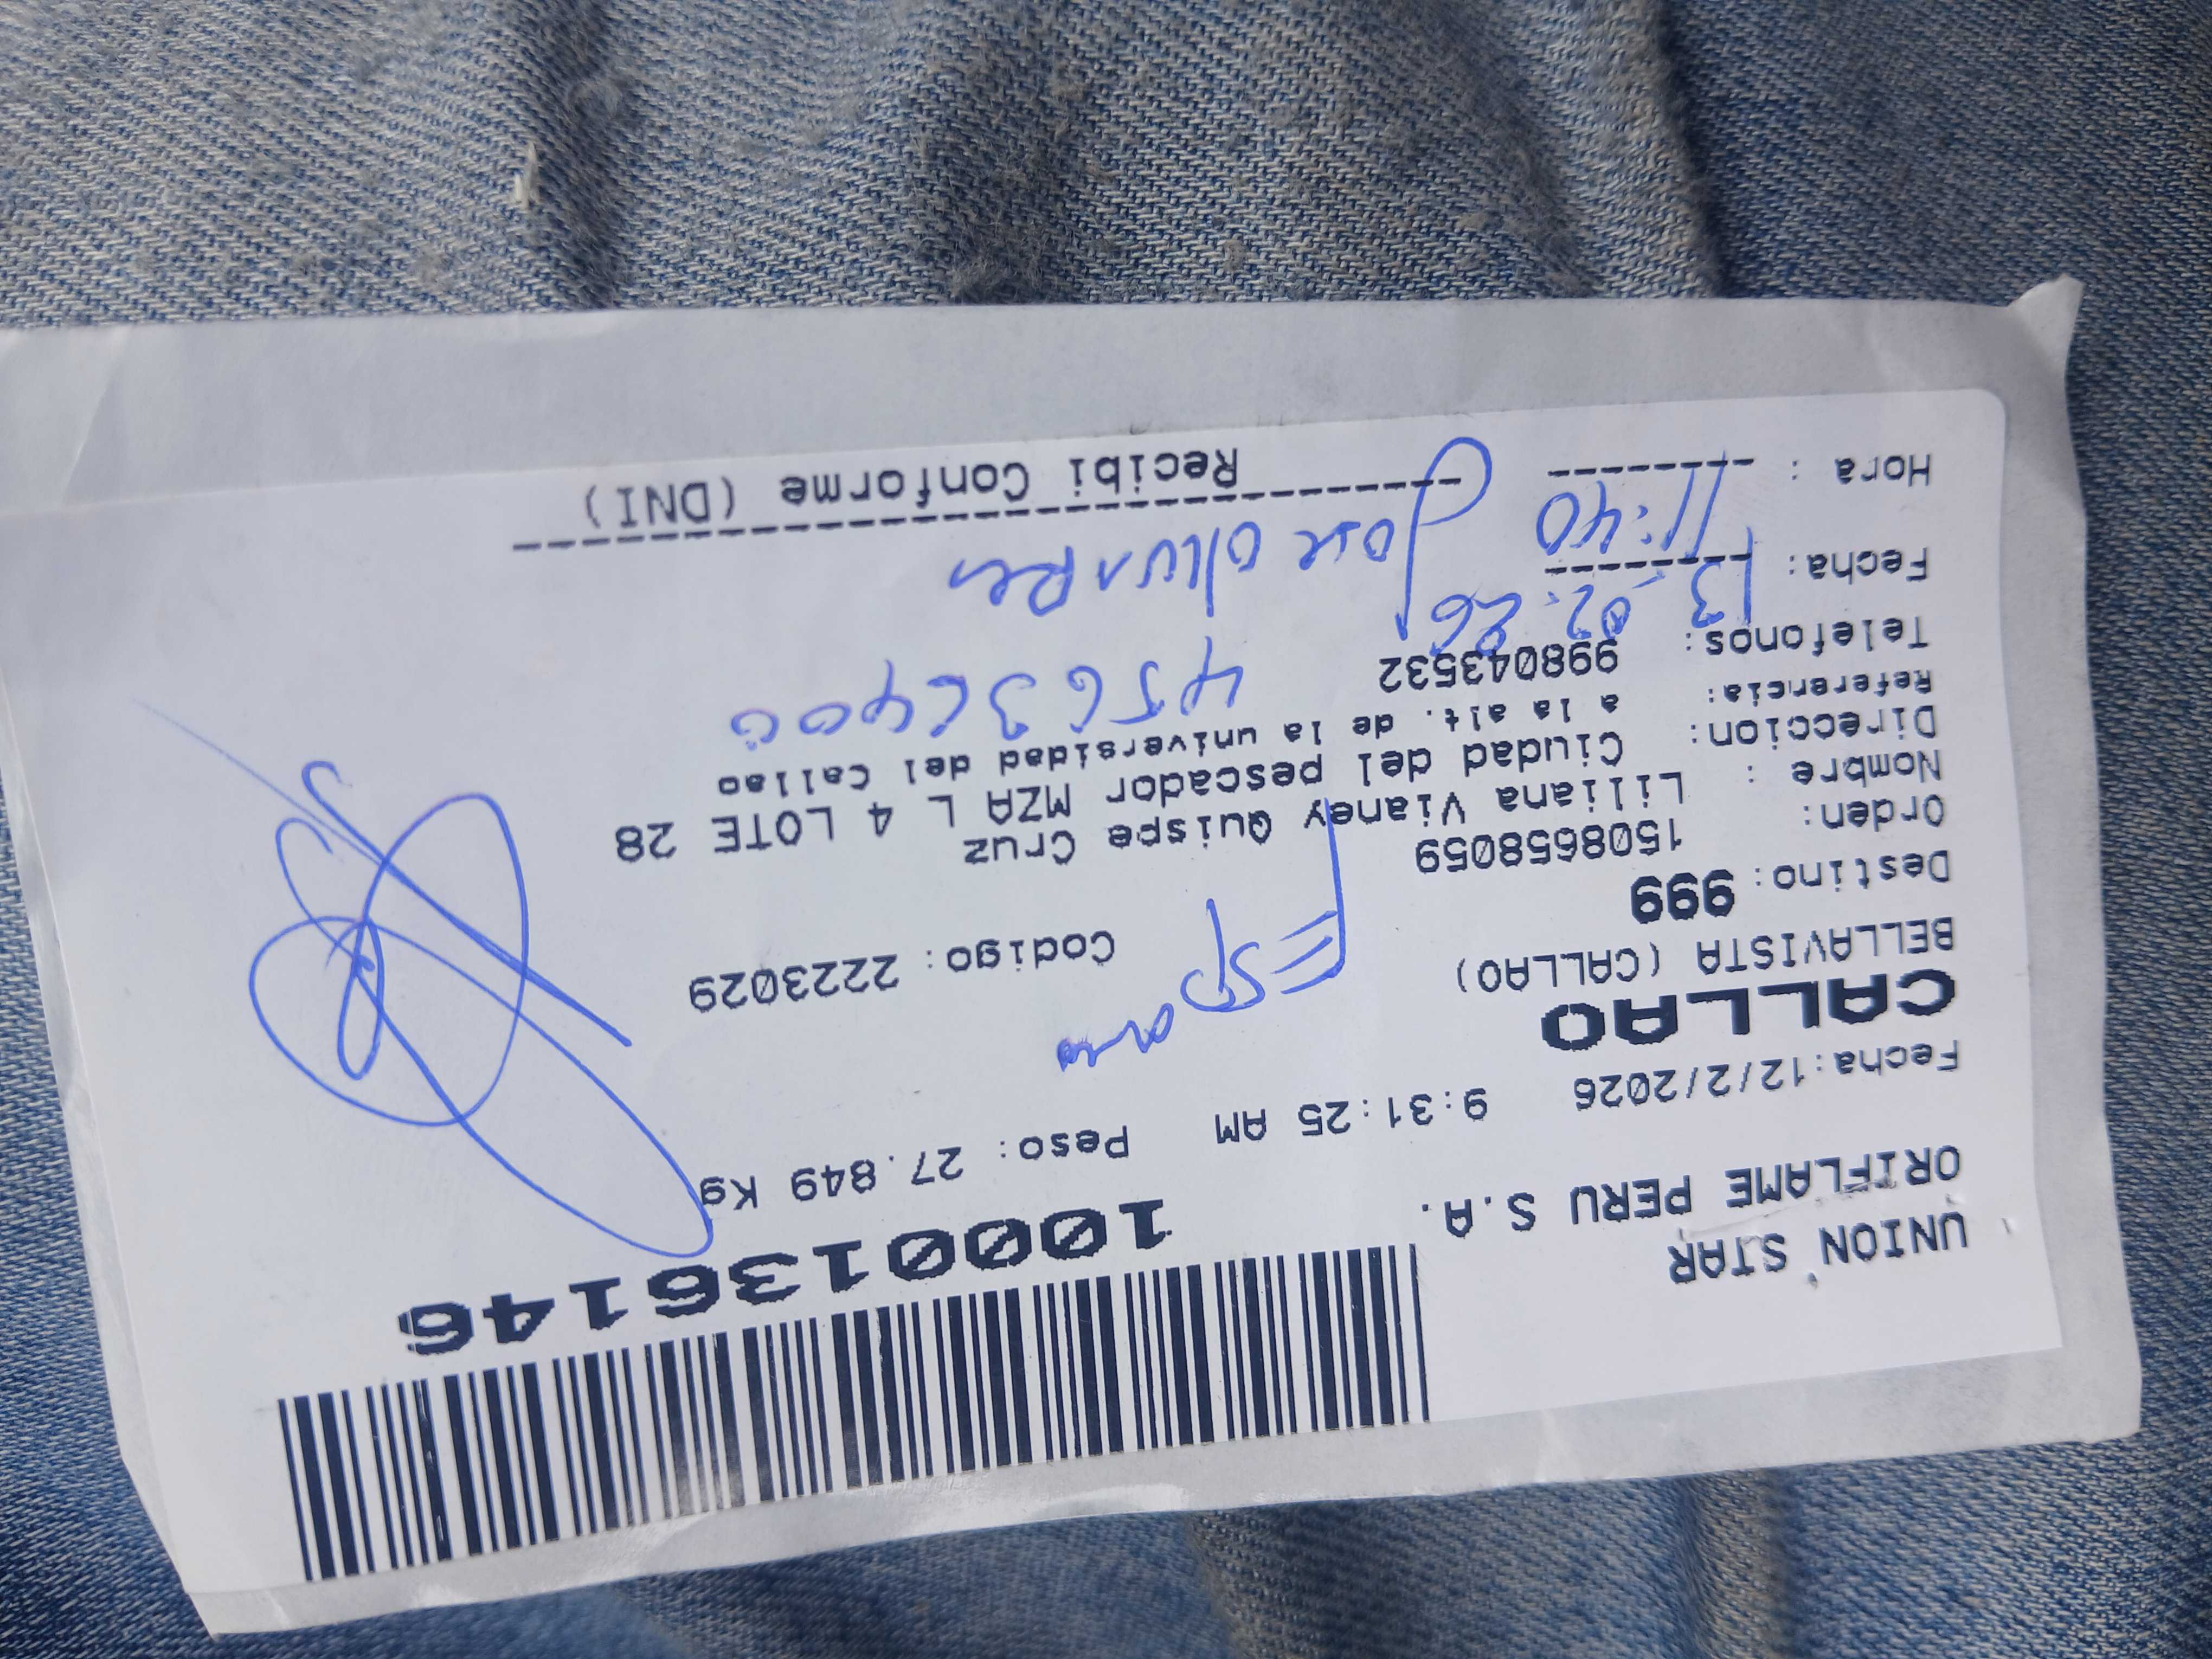 UNION STAR
ORIFLAME PERU S.A.
1000136146
Fecha:12/2/2026 9:31:25 AM Peso: 27.849 Kg
CALLAO
BELLAVISTA (CALLAO)
Destino: 999 Codigo: 2223029
Orden: 1508658059
Nombre : Liliana Vianey Quispe Cruz
Direccion: Ciudad del pescador MZA L 4 LOTE 28
Referencia: a la alt. de la universidad del Callao
Telefonos: 998043532
Fecha: 13.02.26
Hora : 11:40
Jose
Recibi Conforme (DNI)